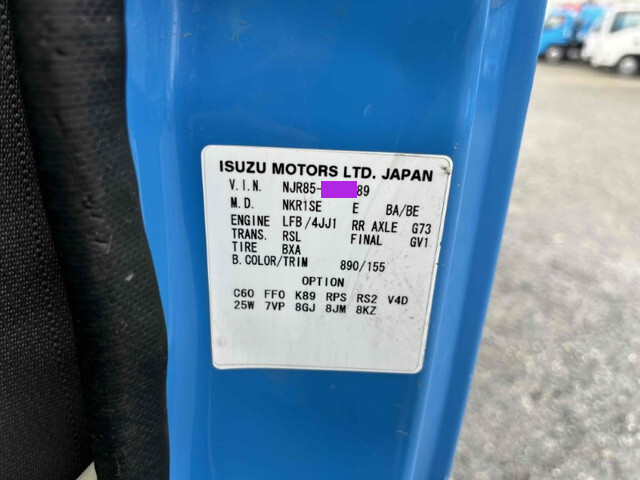 ISUZU MOTORS LTD. JAPAN
V.I.N. NJR85- 89
M.D. NKR1SE E BA/BE
ENGINE LFB/4JJ1 RR AXLE G73
TRANS. RSL FINAL GV1
TIRE BXA
B.COLOR/TRIM 890/155
OPTION
C60 FF0 K89 RPS RS2 V4D
25W 7VP 8GJ 8JM 8KZ